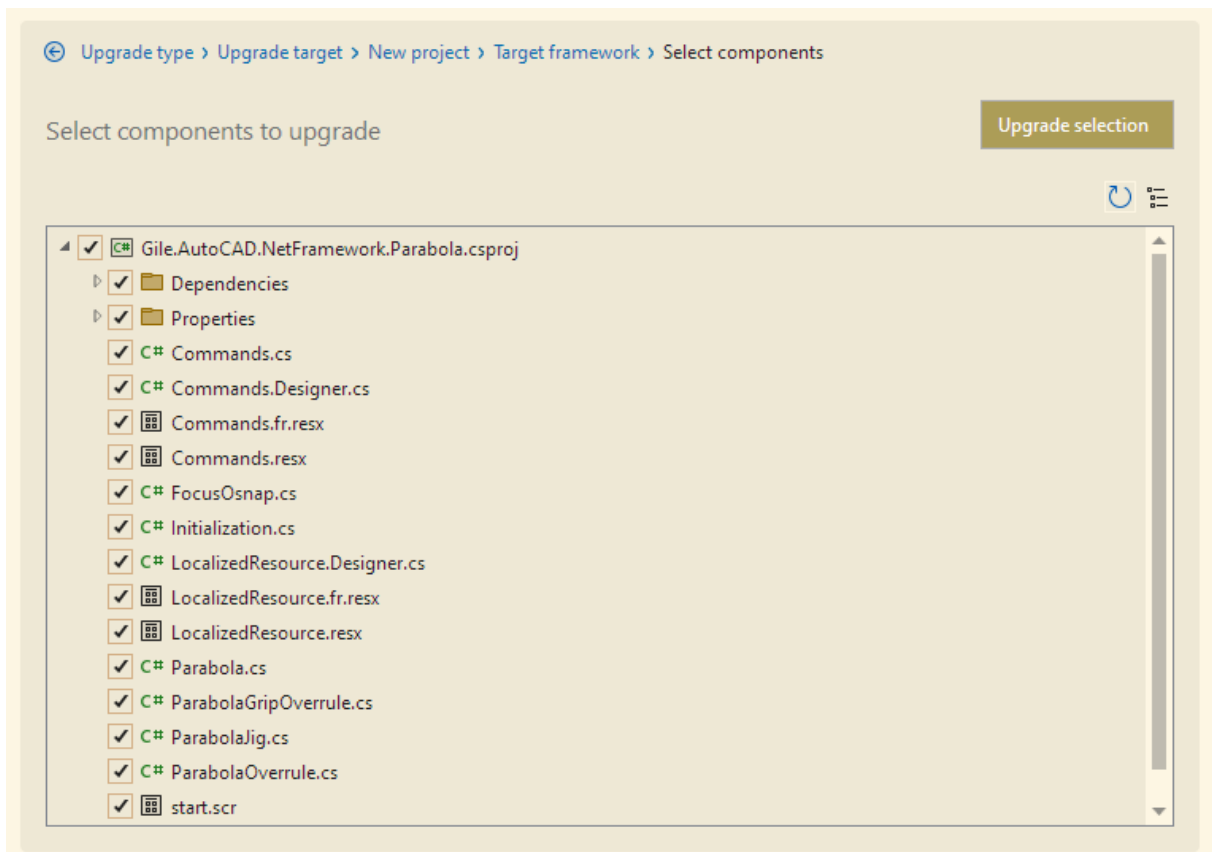 Upgrade type > Upgrade target > New project > Target framework > Select components
Select components to upgrade
Upgrade selection
C# Gile.AutoCAD.NetFramework.Parabola.csproj
Dependencies
Properties
C# Commands.cs
C# Commands.Designer.cs
Commands.fr.resx
Commands.resx
C# FocusOsnap.cs
C# Initialization.cs
C# LocalizedResource.Designer.cs
LocalizedResource.fr.resx
LocalizedResource.resx
C# Parabola.cs
C# ParabolaGripOverrule.cs
C# ParabolaJig.cs
C# ParabolaOverrule.cs
start.scr